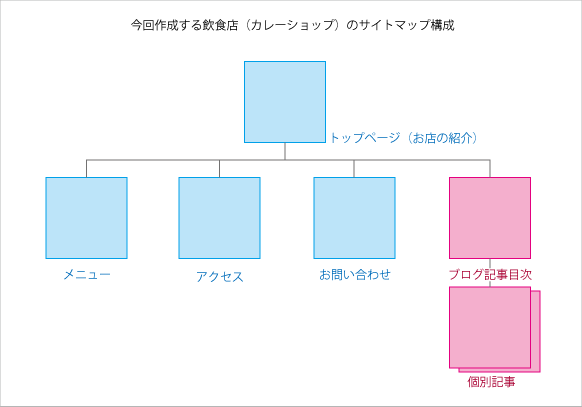 今回作成する飲食店（カレーショップ）のサイトマップ構成
トップページ（お店の紹介）
メニュー
アクセス
お問い合わせ
ブログ記事目次
個別記事